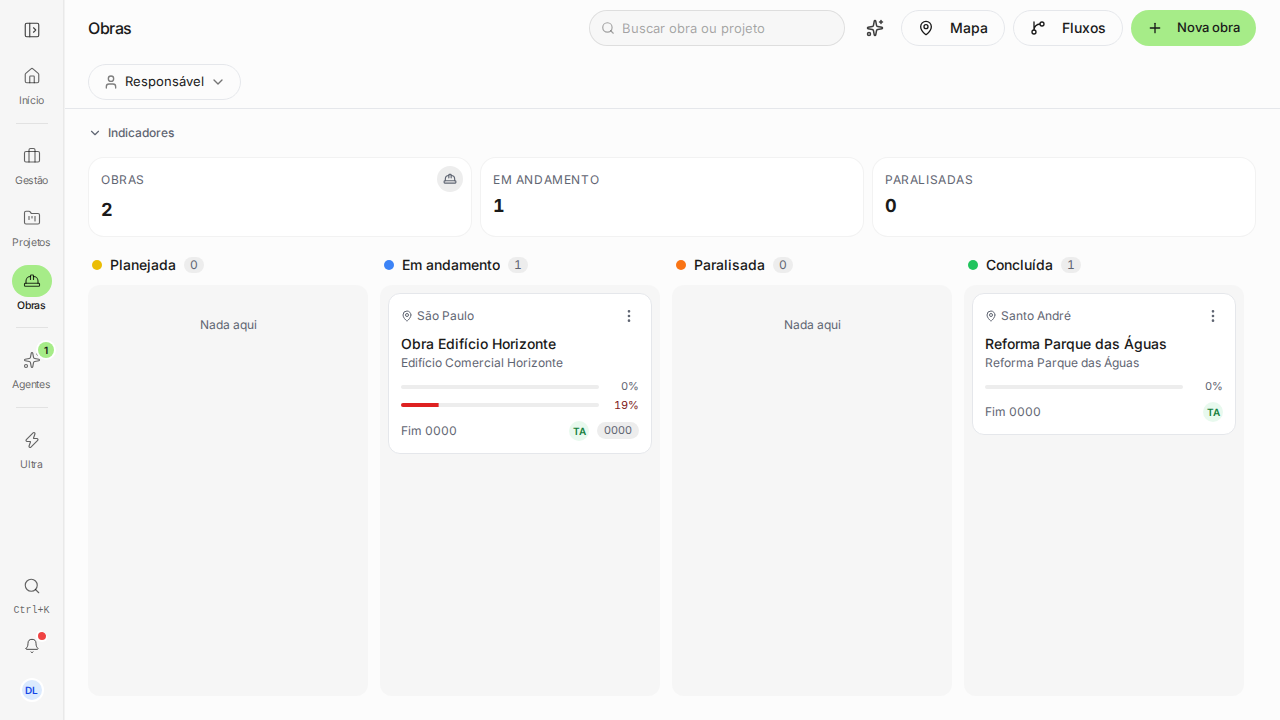 Obras
Buscar obra ou projeto
Mapa
Fluxos
Nova obra
Responsável
Indicadores
OBRAS
2
EM ANDAMENTO
1
PARALISADAS
0
Planejada 0
Nada aqui
Em andamento 1
São Paulo
Obra Edifício Horizonte
Edifício Comercial Horizonte
0%
19%
Fim 0000
TA
0000
Paralisada 0
Nada aqui
Concluída 1
Santo André
Reforma Parque das Águas
Reforma Parque das Águas
0%
Fim 0000
TA
Início
Gestão
Projetos
Obras
1
Agentes
Ultra
Ctrl+K
DL